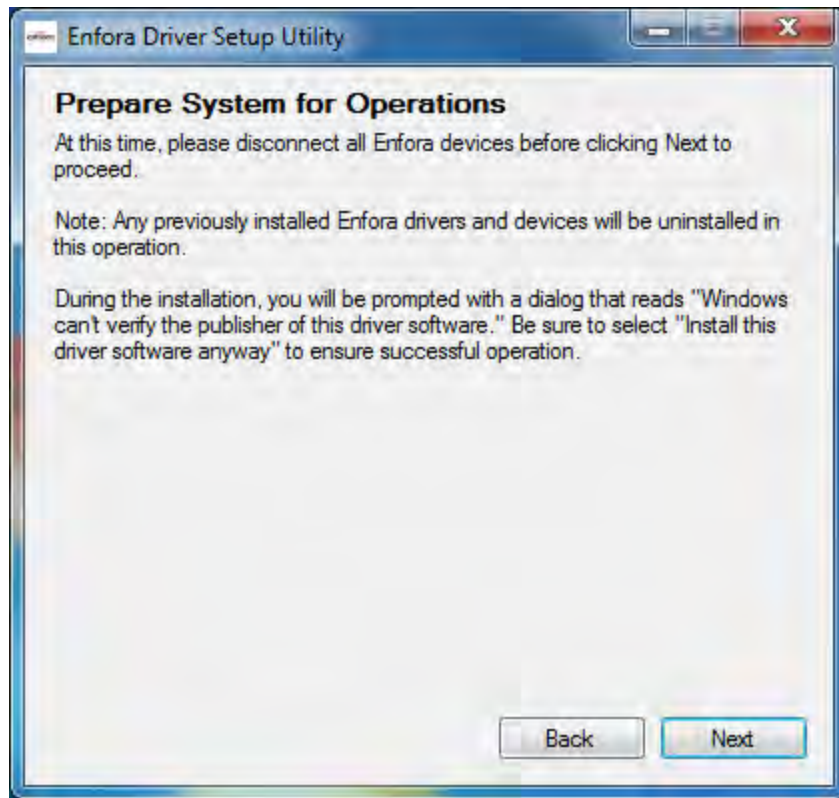 Enfora Driver Setup Utility
Prepare System for Operations
At this time, please disconnect all Enfora devices before clicking Next to
proceed.
Note: Any previously installed Enfora drivers and devices will be uninstalled in
this operation.
During the installation, you will be prompted with a dialog that reads "Windows
can't verify the publisher of this driver software." Be sure to select "Install this
driver software anyway" to ensure successful operation.
Back
Next